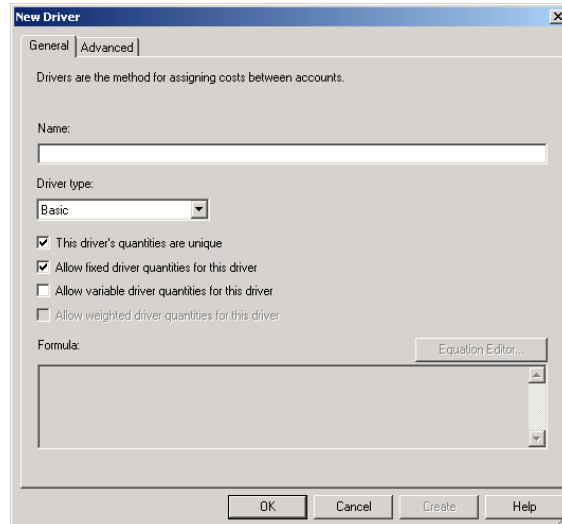 New Driver
General Advanced
Drivers are the method for assigning costs between accounts.
Name:
Driver type:
Basic
This driver's quantities are unique
Allow fixed driver quantities for this driver
Allow variable driver quantities for this driver
Allow weighted driver quantities for this driver
Formula:
Equation Editor...
OK Cancel Create Help